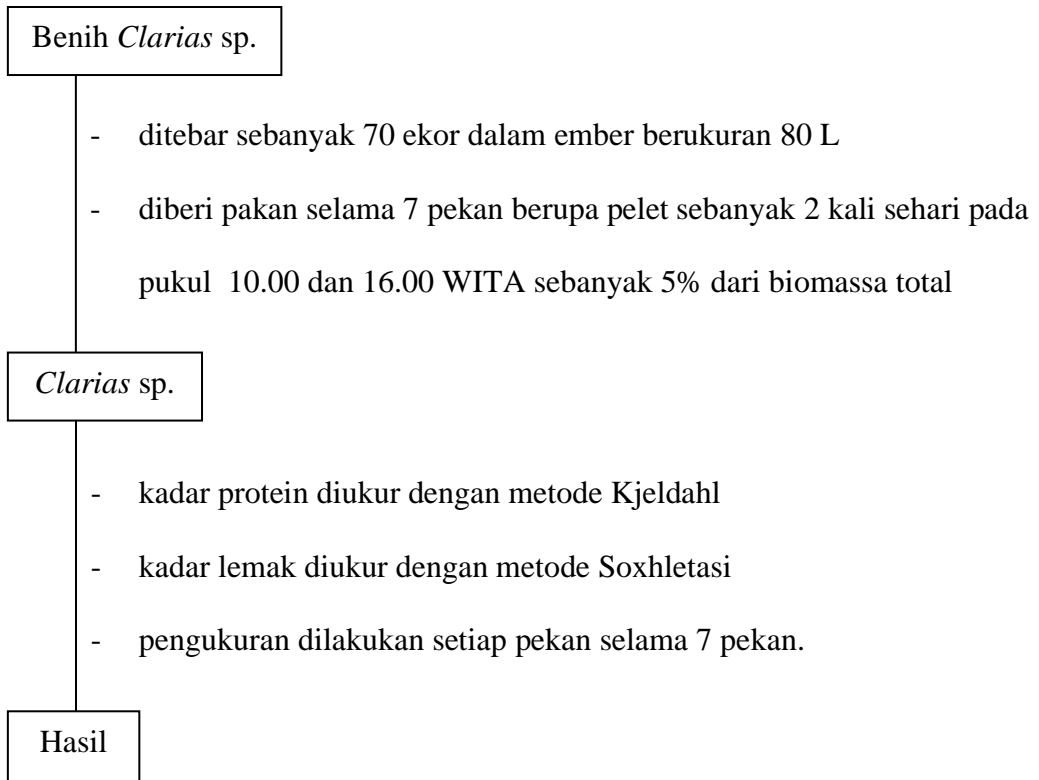 Benih Clarias sp.
- ditebar sebanyak 70 ekor dalam ember berukuran 80 L
- diberi pakan selama 7 pekan berupa pelet sebanyak 2 kali sehari pada
pukul 10.00 dan 16.00 WITA sebanyak 5% dari biomassa total
Clarias sp.
- kadar protein diukur dengan metode Kjeldahl
- kadar lemak diukur dengan metode Soxhletasi
- pengukuran dilakukan setiap pekan selama 7 pekan.
Hasil